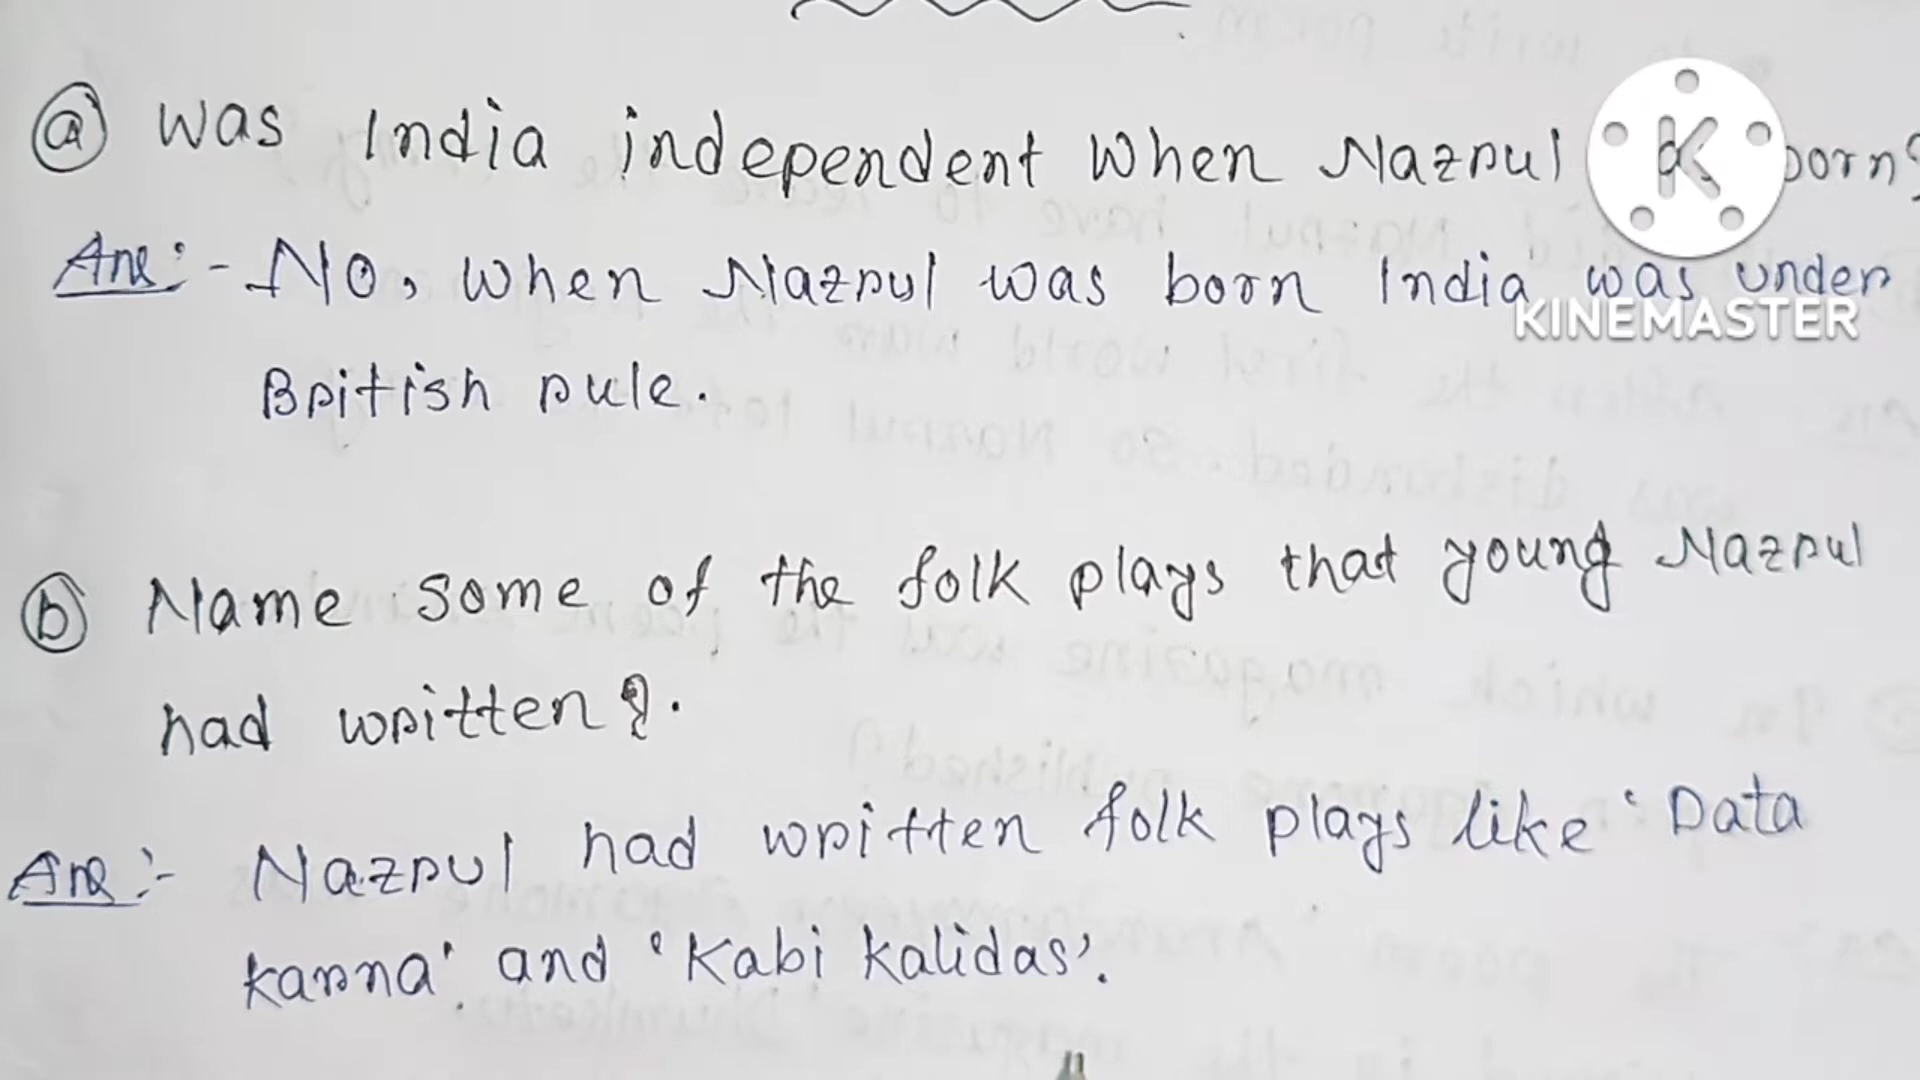 (a) Was India independent when Nazrul born?
Ans:- No, when Nazrul was born India was under
KINEMASTER
British rule.
(b) Name some of the folk plays that young Nazrul
had written?.
Ans:- Nazrul had written folk plays like 'Data
Karna' and 'Kabi Kalidas'.